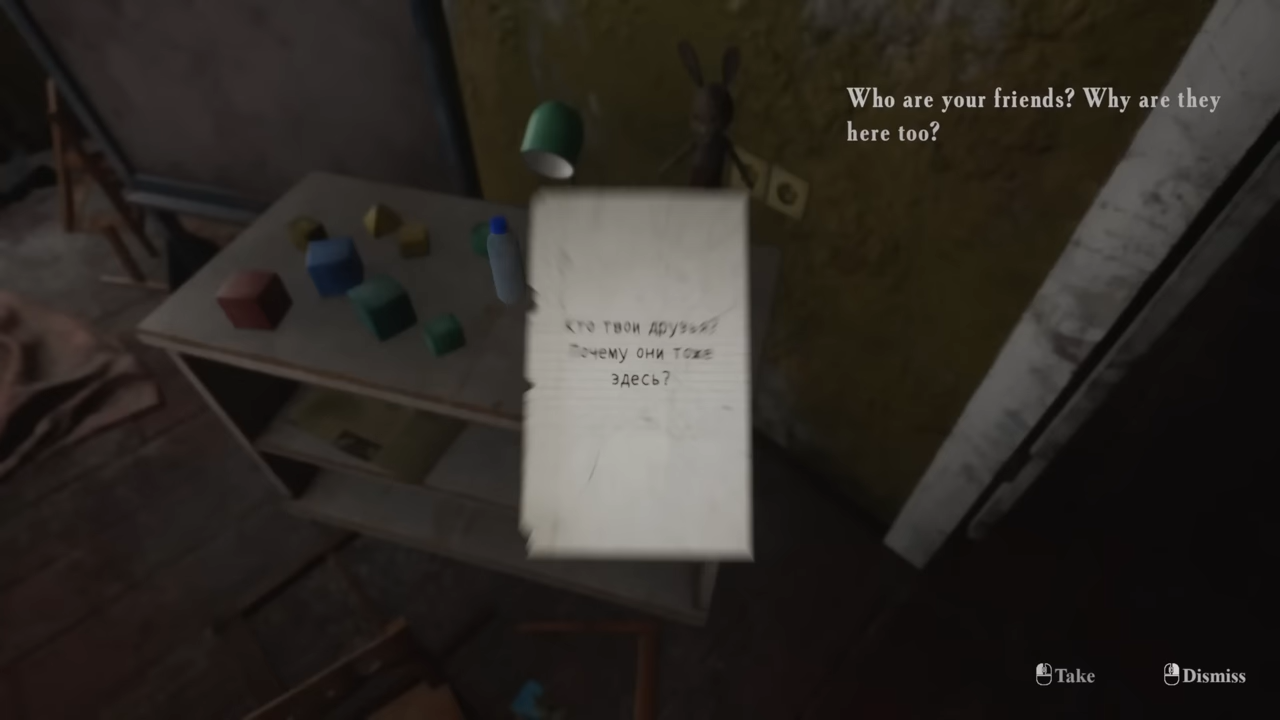 Who are your friends? Why are they
here too?
Кто твои друзья?
Почему они тоже
здесь?
Take
Dismiss